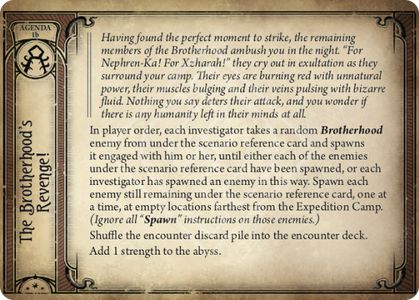 AGENDA
1b
The Brotherhood's
Revenge!
Having found the perfect moment to strike, the remaining
members of the Brotherhood ambush you in the night. “For
Nephren-Ka! For Xzharah!” they cry out in exultation as they
surround your camp. Their eyes are burning red with unnatural
power, their muscles bulging and their veins pulsing with bizarre
fluid. Nothing you say deters their attack, and you wonder if
there is any humanity left in their minds at all.
In player order, each investigator takes a random Brotherhood
enemy from under the scenario reference card and spawns
it engaged with him or her, until either each of the enemies
under the scenario reference card have been spawned, or each
investigator has spawned an enemy in this way. Spawn each
enemy still remaining under the scenario reference card, one at
a time, at empty locations farthest from the Expedition Camp.
(Ignore all “Spawn” instructions on those enemies.)
Shuffle the encounter discard pile into the encounter deck.
Add 1 strength to the abyss.